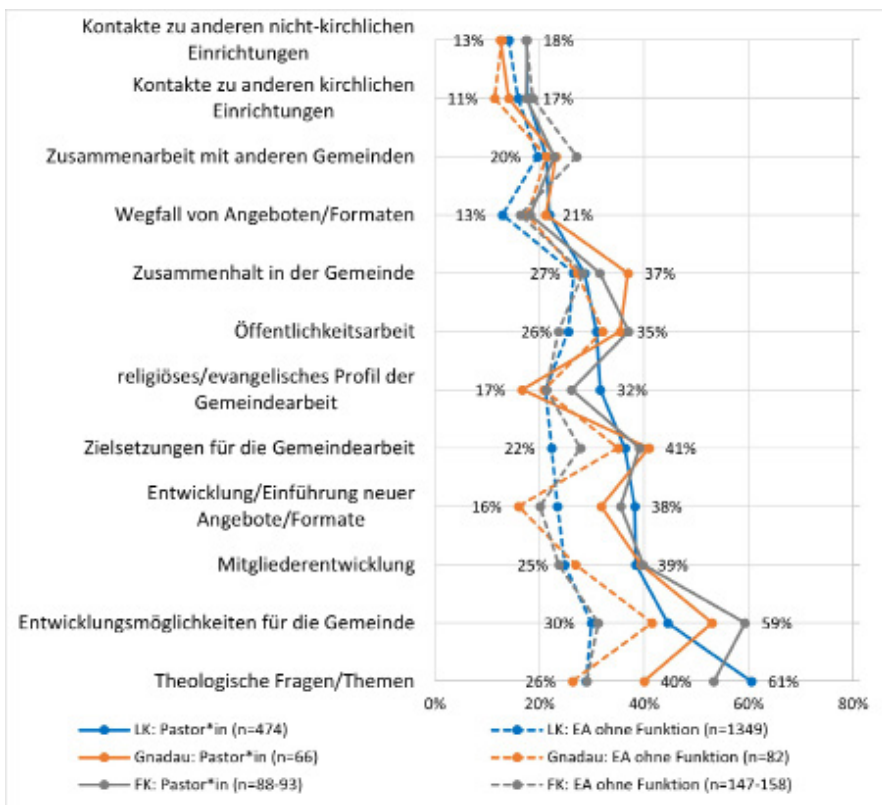 Kontakte zu anderen nicht-kirchlichen
Einrichtungen
13%
18%
Kontakte zu anderen kirchlichen
Einrichtungen
11%
17%
Zusammenarbeit mit anderen Gemeinden
20%
Wegfall von Angeboten/Formaten
13%
21%
Zusammenhalt in der Gemeinde
27%
37%
Öffentlichkeitsarbeit
26%
35%
religiöses/evangelisches Profil der
Gemeindearbeit
17%
32%
Zielsetzungen für die Gemeindearbeit
22%
41%
Entwicklung/Einführung neuer
Angebote/Formate
16%
38%
Mitgliederentwicklung
25%
39%
Entwicklungsmöglichkeiten für die Gemeinde
30%
59%
Theologische Fragen/Themen
26%
40%
61%
0% 20% 40% 60% 80%
LK: Pastor*in (n=474)
LK: EA ohne Funktion (n=1349)
Gnadau: Pastor*in (n=66)
Gnadau: EA ohne Funktion (n=82)
FK: Pastor*in (n=88-93)
FK: EA ohne Funktion (n=147-158)